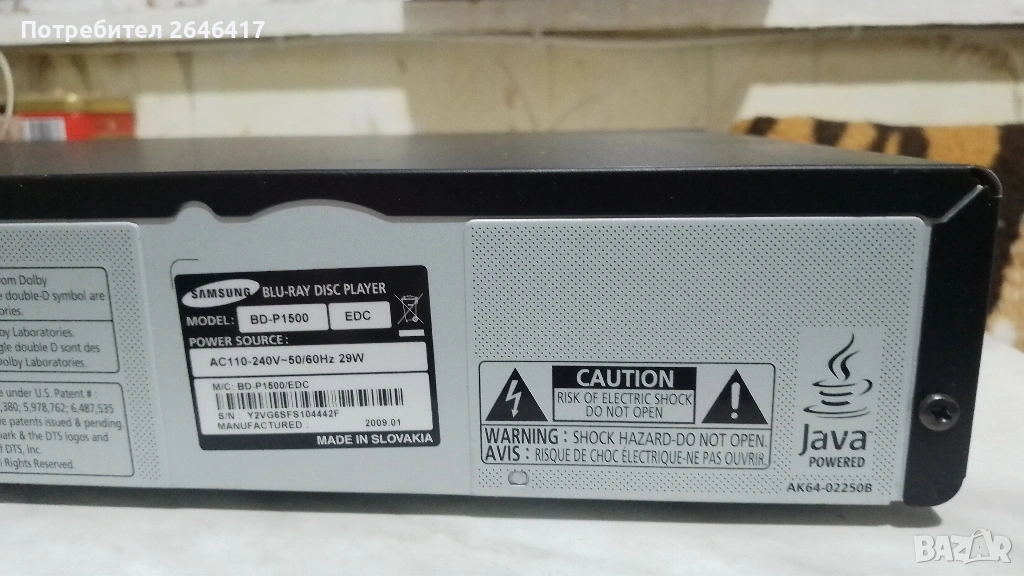 Потребител 2646417
om Dolby
double-D symbol are
ories.
by Laboratories.
gle double D sont des
Dolby Laboratories.
e under U.S. Patent # :
,380; 5,978,762; 6,487,535
e patents issued & pending
ark & the DTS logos and
f DTS, Inc.
l Rights Reserved.
SAMSUNG BLU-RAY DISC PLAYER
MODEL: BD-P1500 EDC
POWER SOURCE:
AC110-240V~50/60Hz 29W
M/C: BD-P1500/EDC
S/N : Y2VG6SFS104442F
MANUFACTURED : 2009.01
MADE IN SLOVAKIA
CAUTION
RISK OF ELECTRIC SHOCK
DO NOT OPEN
WARNING : SHOCK HAZARD-DO NOT OPEN.
AVIS : RISQUE DE CHOC ÉLECTRIQUE-NE PAS OUVRIR.
Java
POWERED
AK64-02250B
BAZAR